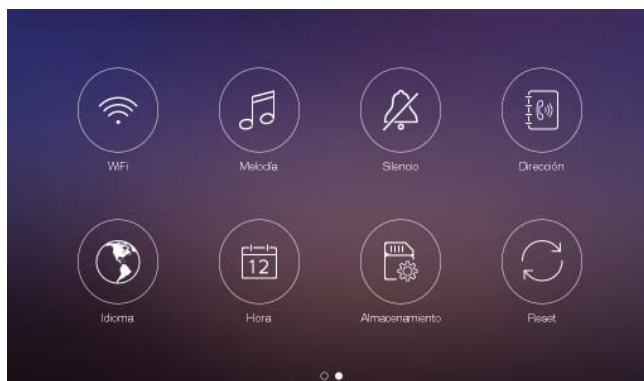 WiFi
Melodía
Silencio
Dirección
12
Idioma
Hora
Almacenamiento
Reset